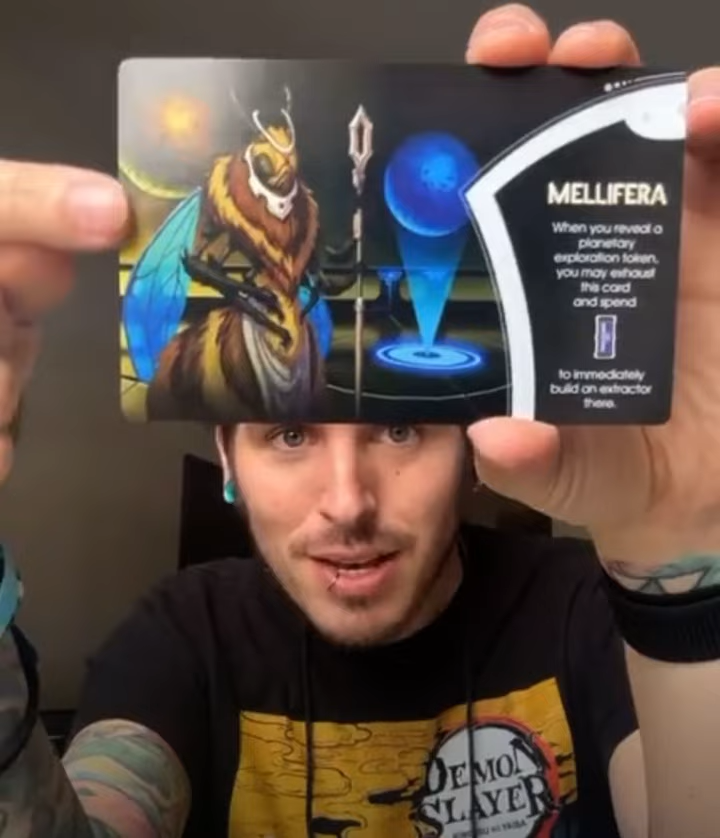 MELLIFERA
When you reveal a
planetary
exploration token,
you may exhaust
this card
and spend
to immediately
build an extractor
there.
DEMON
SLAYER